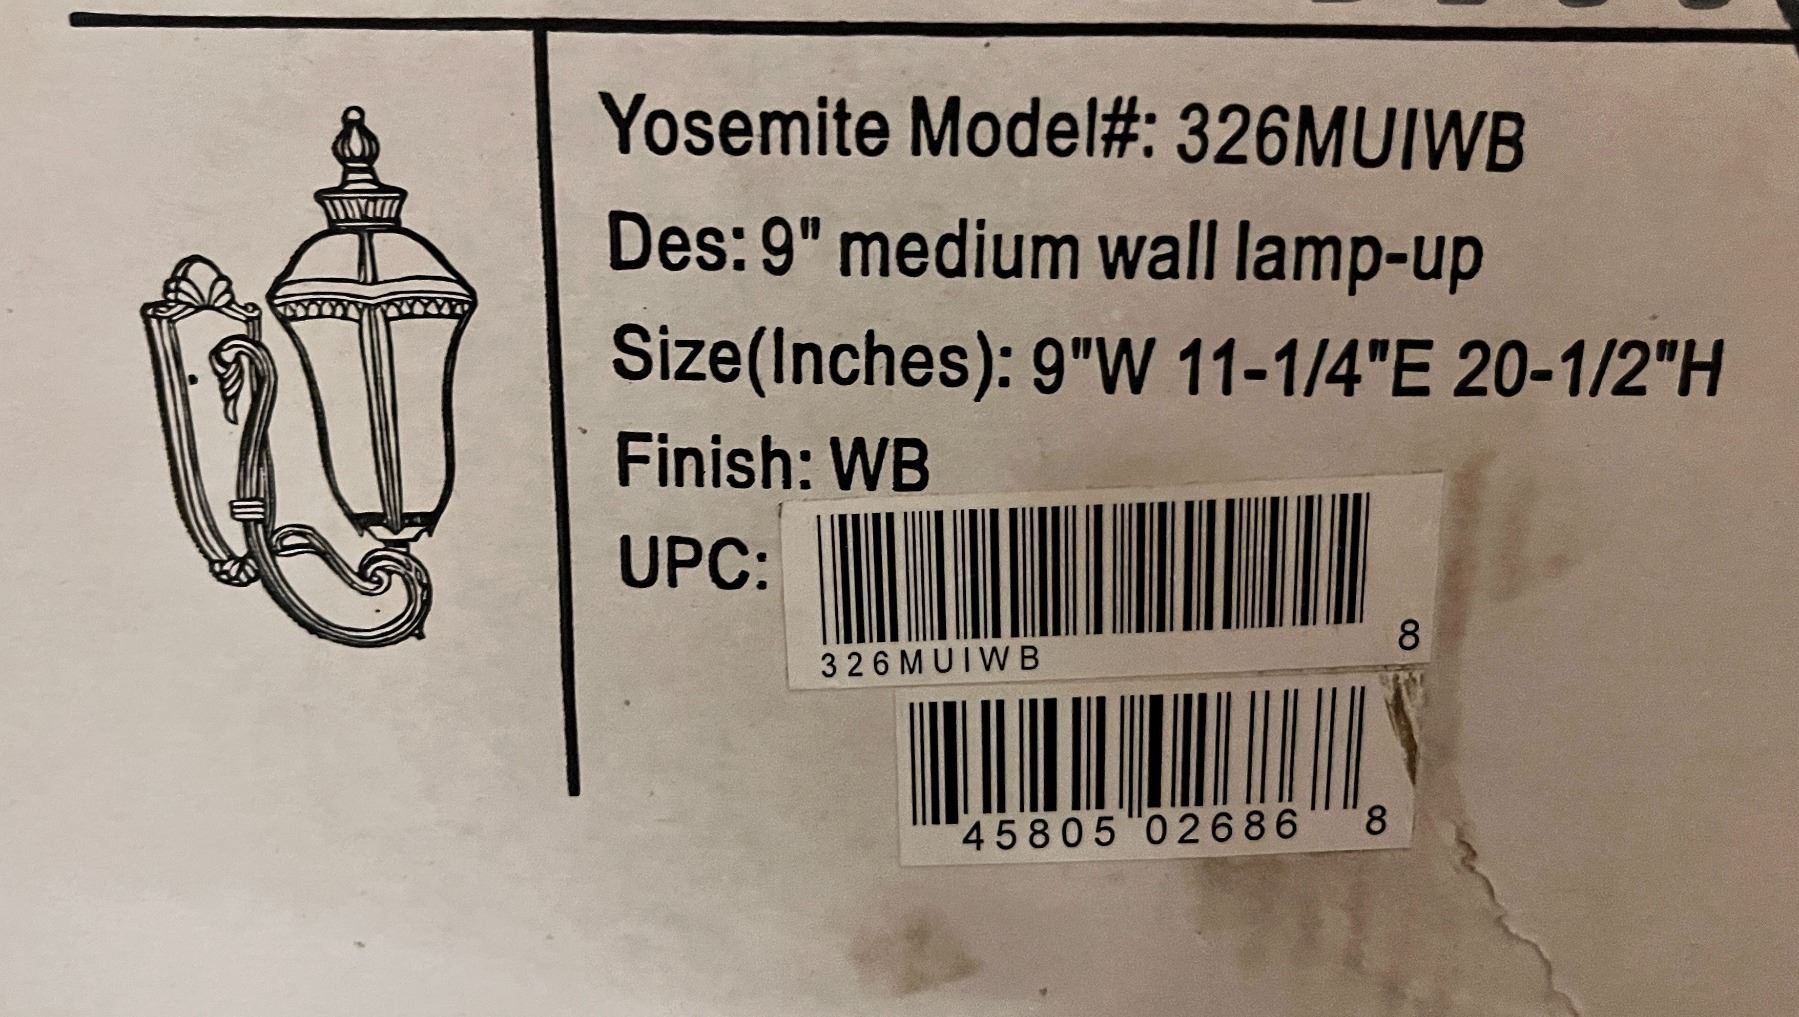 Yosemite Model#: 326MUIWB
Des: 9" medium wall lamp-up
Size(Inches): 9"W 11-1/4"E 20-1/2"H
Finish: WB
UPC:
8
326MUIWB
45805 02686 8